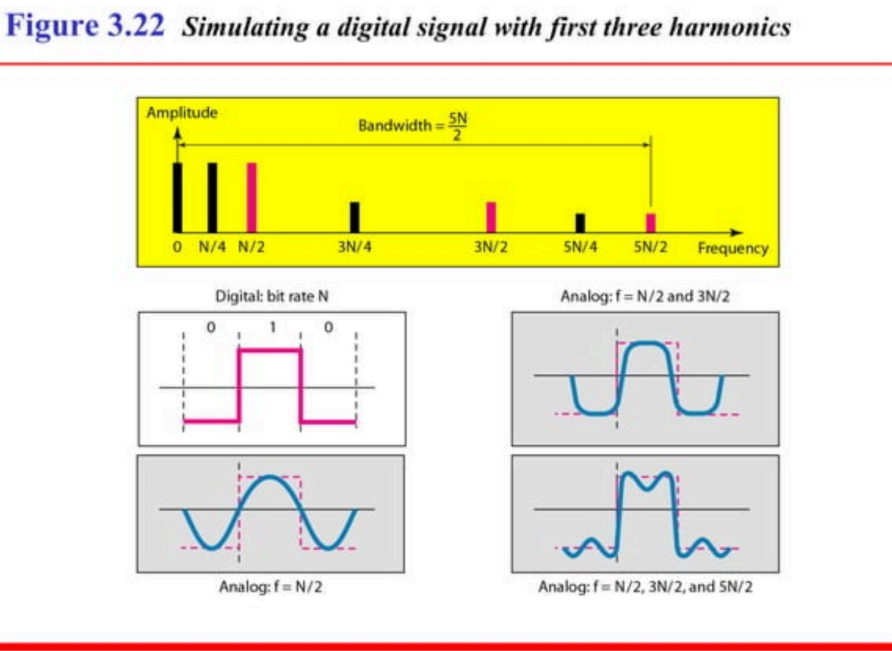 Figure 3.22 Simulating a digital signal with first three harmonics
Amplitude
Bandwidth = 5N/2
0 N/4 N/2 3N/4 3N/2 5N/4 5N/2 Frequency
Digital: bit rate N
0 1 0
Analog: f = N/2 and 3N/2
Analog: f = N/2
Analog: f = N/2, 3N/2, and 5N/2